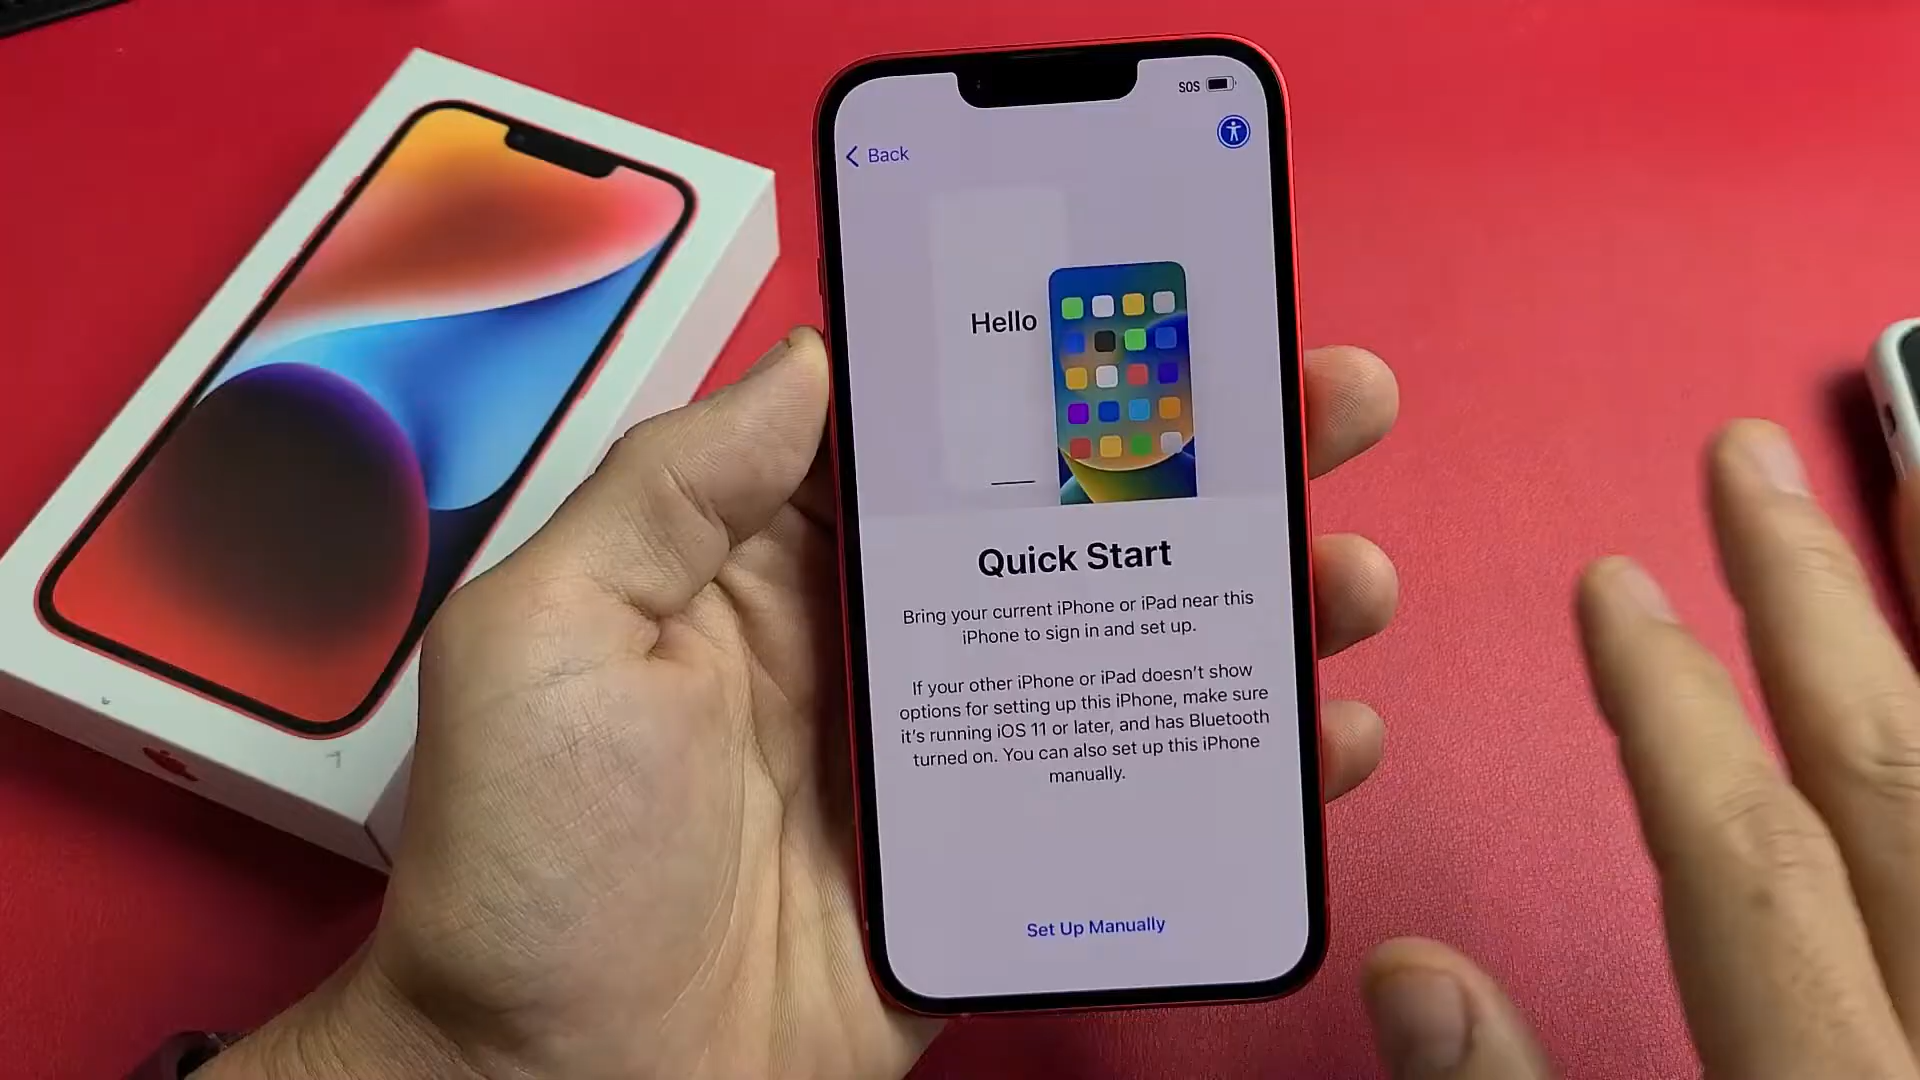 SOS
Back
Hello
Quick Start
Bring your current iPhone or iPad near this
iPhone to sign in and set up.
If your other iPhone or iPad doesn’t show
options for setting up this iPhone, make sure
it’s running iOS 11 or later, and has Bluetooth
turned on. You can also set up this iPhone
manually.
Set Up Manually